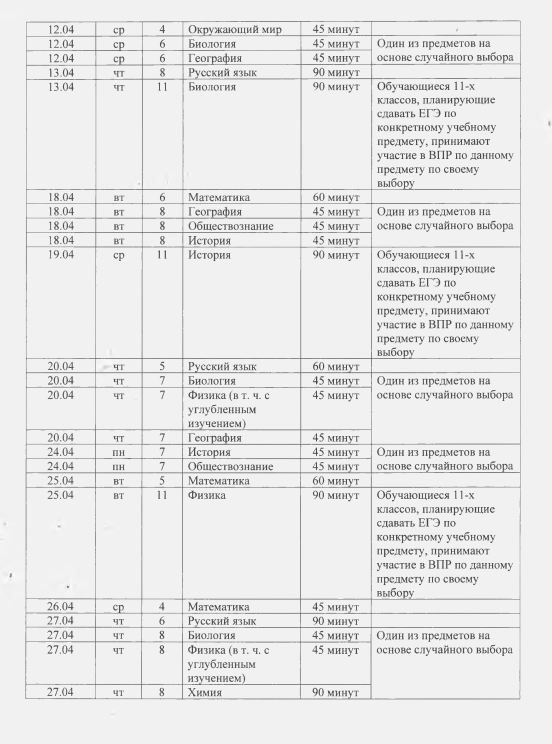 12.04 ср 4 Окружающий мир 45 минут
12.04 ср 6 Биология 45 минут Один из предметов на
12.04 ср 6 География 45 минут основе случайного выбора
13.04 чт 8 Русский язык 90 минут
13.04 чт 11 Биология 90 минут Обучающиеся 11-х
классов, планирующие
сдавать ЕГЭ по
конкретному учебному
предмету, принимают
участие в ВПР по данному
предмету по своему
выбору
18.04 вт 6 Математика 60 минут
18.04 вт 8 География 45 минут Один из предметов на
18.04 вт 8 Обществознание 45 минут основе случайного выбора
18.04 вт 8 История 45 минут
19.04 ср 11 История 90 минут Обучающиеся 11-х
классов, планирующие
сдавать ЕГЭ по
конкретному учебному
предмету, принимают
участие в ВПР по данному
предмету по своему
выбору
20.04 чт 5 Русский язык 60 минут
20.04 чт 7 Биология 45 минут Один из предметов на
20.04 чт 7 Физика (в т. ч. с 45 минут основе случайного выбора
углубленным
изучением)
20.04 чт 7 География 45 минут
24.04 пн 7 История 45 минут Один из предметов на
24.04 пн 7 Обществознание 45 минут основе случайного выбора
25.04 вт 5 Математика 60 минут
25.04 вт 11 Физика 90 минут Обучающиеся 11-х
классов, планирующие
сдавать ЕГЭ по
конкретному учебному
предмету, принимают
участие в ВПР по данному
предмету по своему
выбору
26.04 ср 4 Математика 45 минут
27.04 чт 6 Русский язык 90 минут
27.04 чт 8 Биология 45 минут Один из предметов на
27.04 чт 8 Физика (в т. ч. с 45 минут основе случайного выбора
углубленным
изучением)
27.04 чт 8 Химия 90 минут